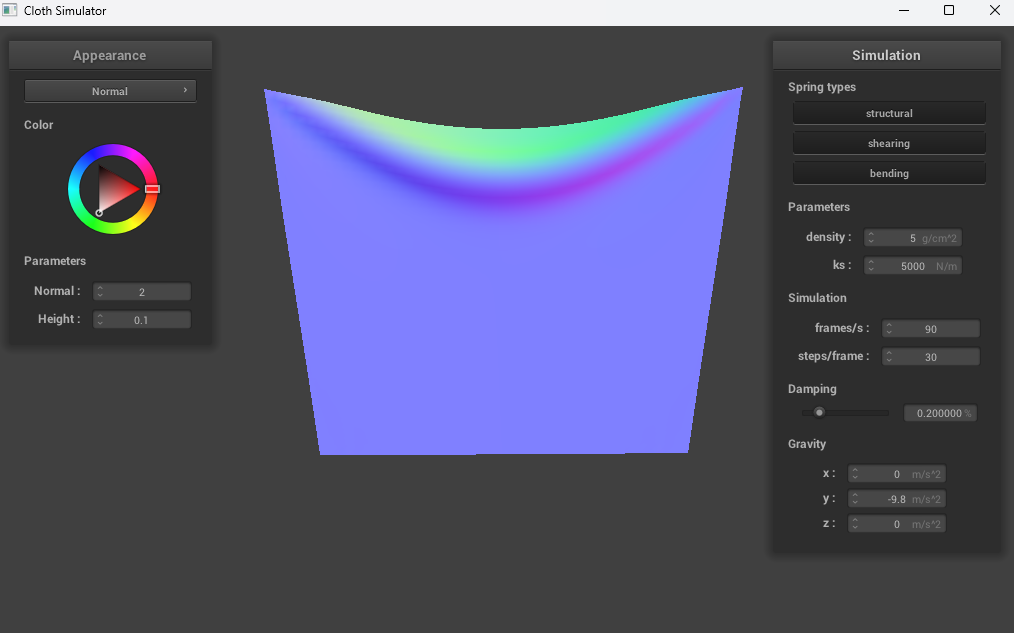 Cloth Simulator
Appearance
Normal
Color
Parameters
Normal : 2
Height : 0.1
Simulation
Spring types
structural
shearing
bending
Parameters
density : 5 g/cm^2
ks : 5000 N/m
Simulation
frames/s : 90
steps/frame : 30
Damping
0.200000 %
Gravity
x : 0 m/s^2
y : -9.8 m/s^2
z : 0 m/s^2